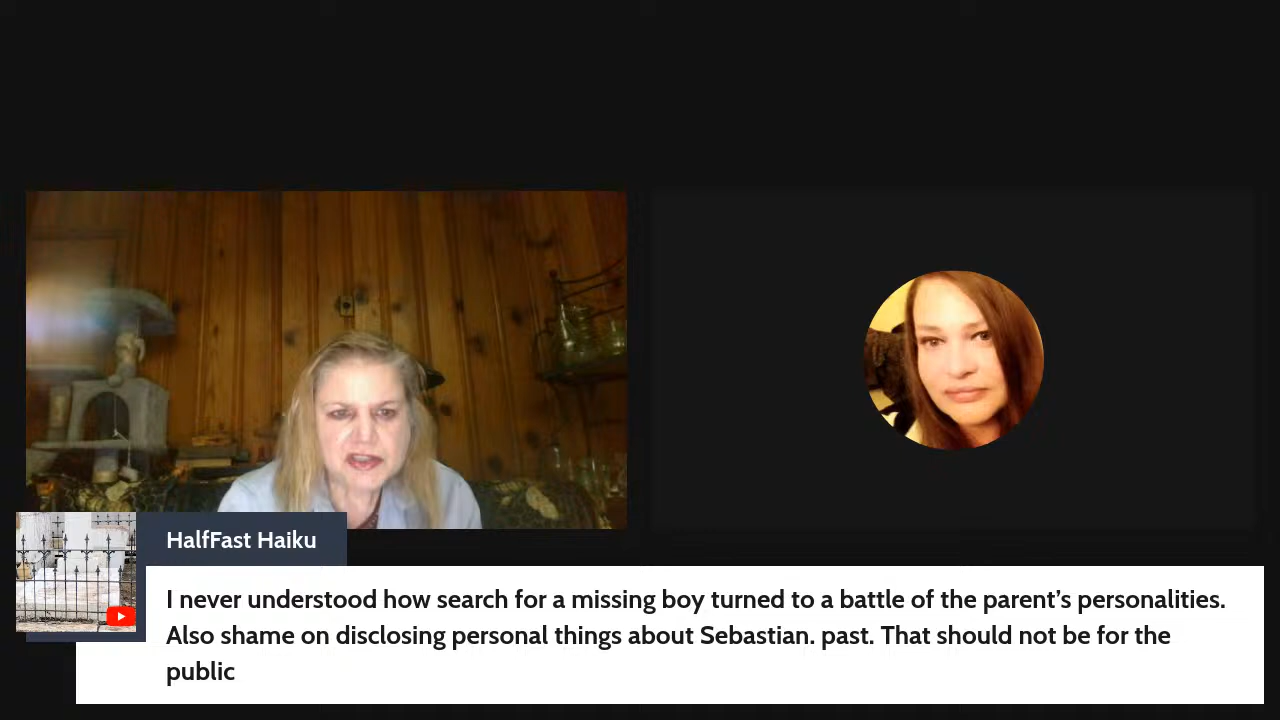 HalfFast Haiku
I never understood how search for a missing boy turned to a battle of the parent’s personalities.
Also shame on disclosing personal things about Sebastian. past. That should not be for the
public